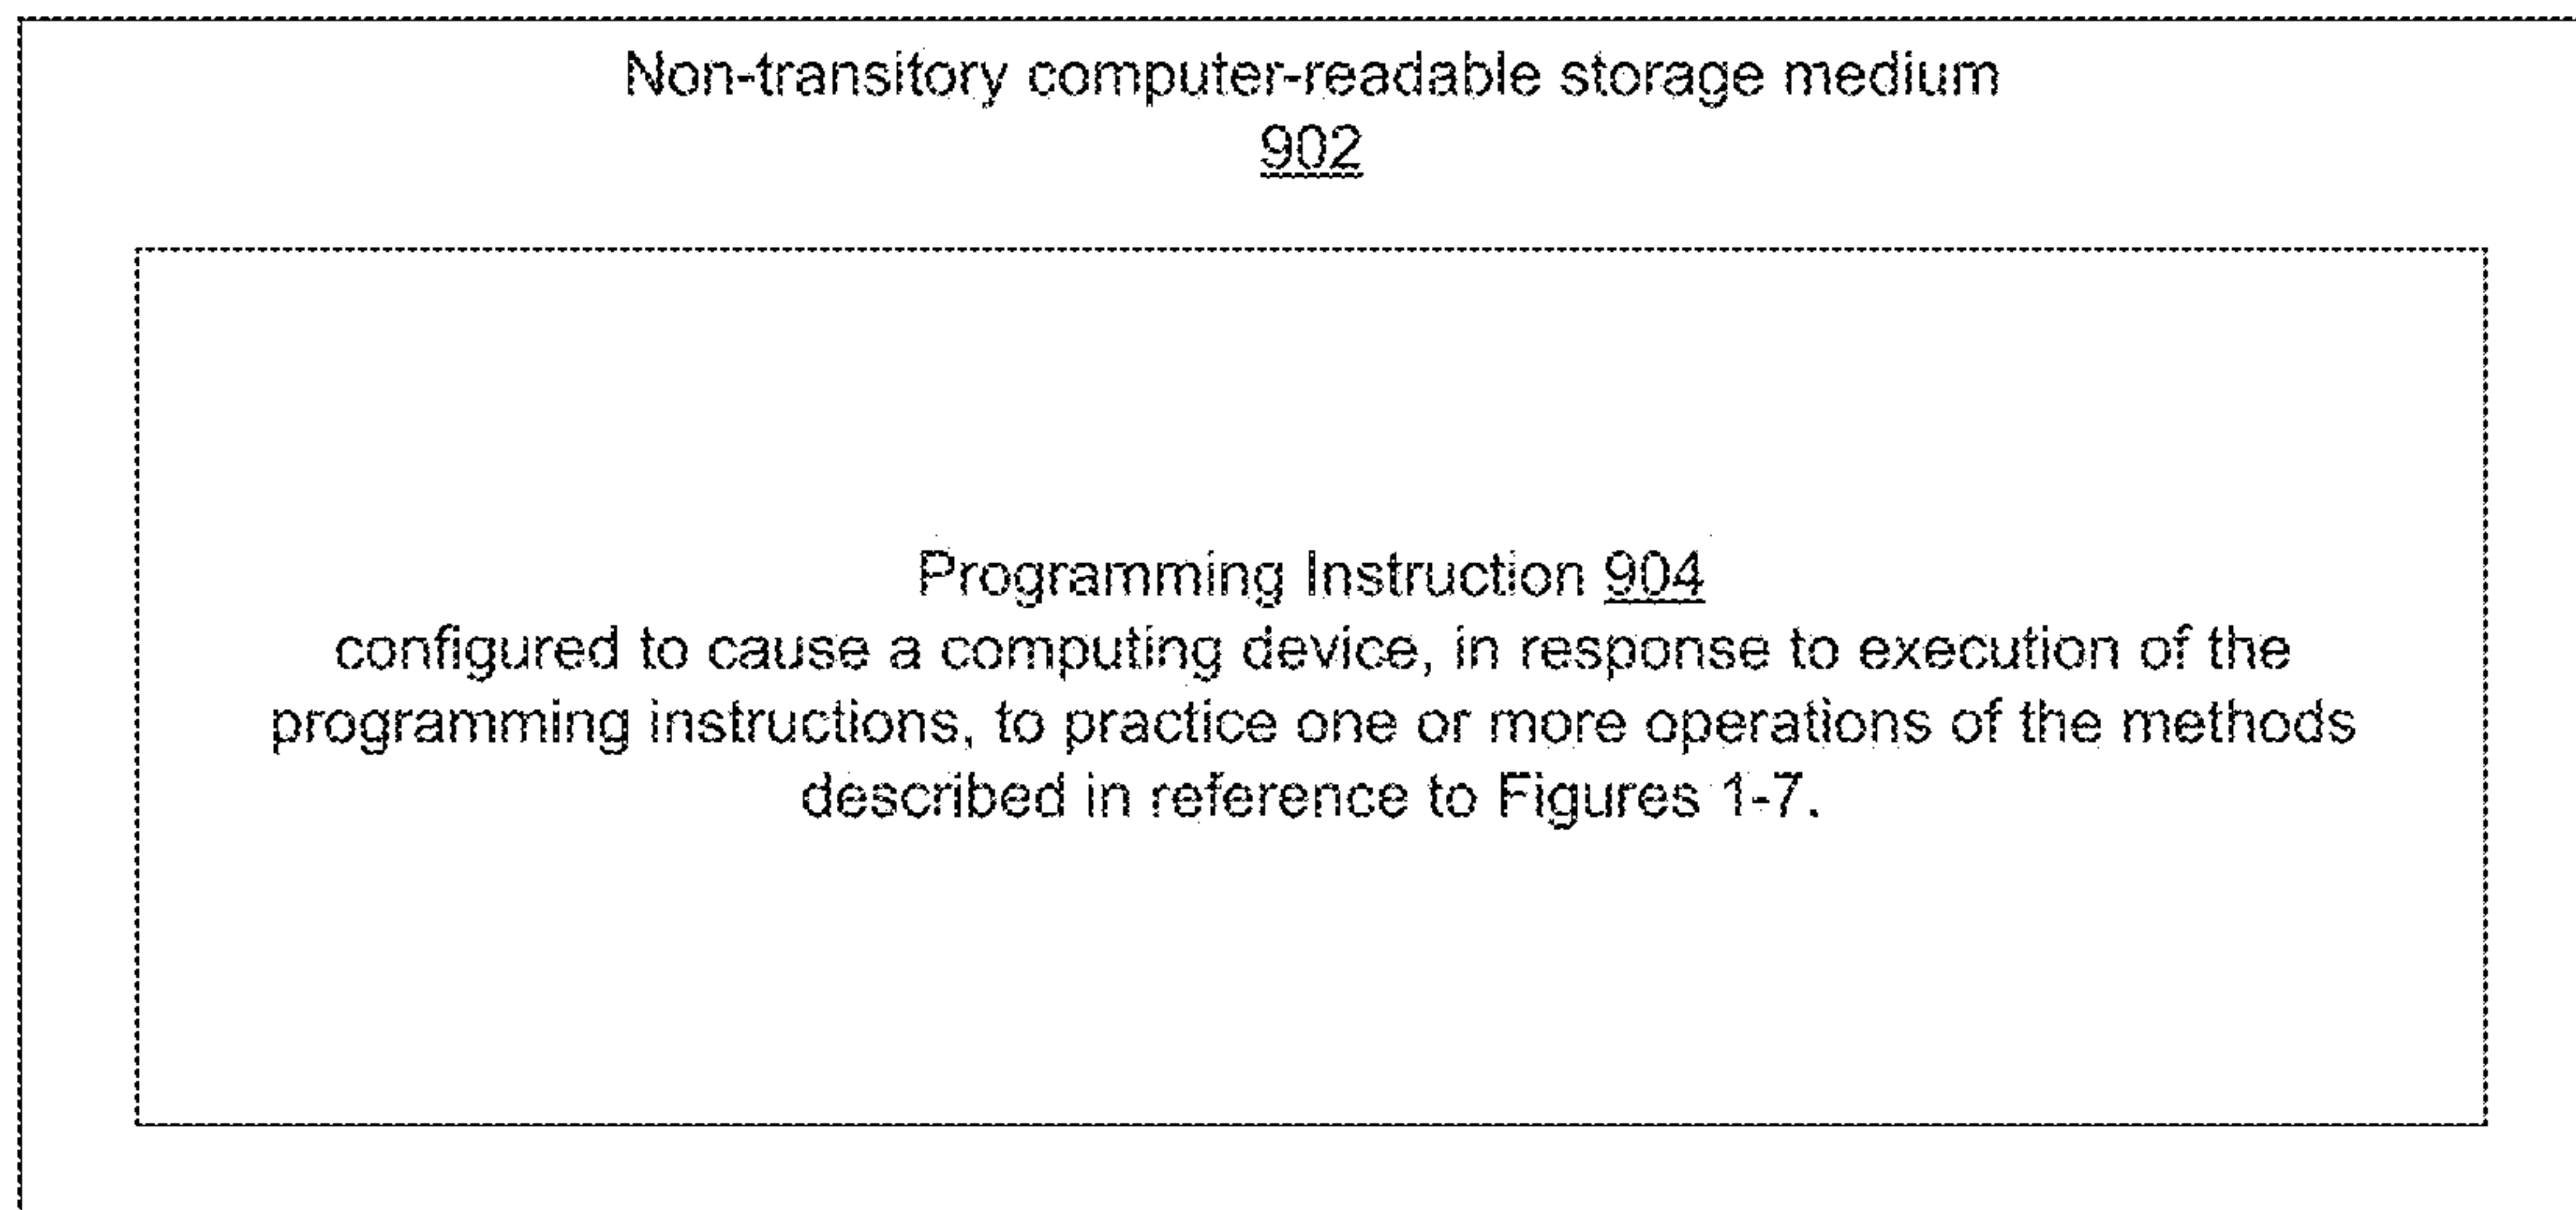 Non-transitory computer-readable storage medium
902
Programming Instruction 904
configured to cause a computing device, in response to execution of the
programming instructions, to practice one or more operations of the methods
described in reference to Figures 1-7.